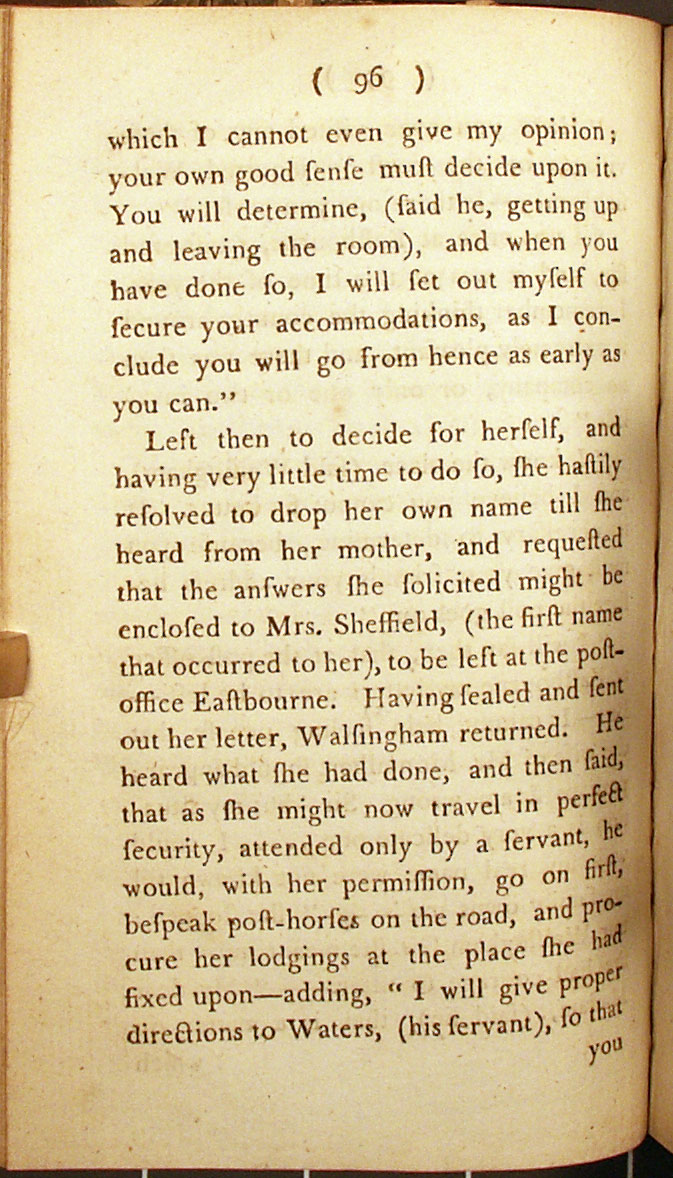 ( 96 )
which I cannot even give my opinion;
your own good ſenſe muſt decide upon it.
You will determine, (ſaid he, getting up
and leaving the room), and when you
have done ſo, I will ſet out myſelf to
ſecure your accommodations, as I con-
clude you will go from hence as early as
you can.”
Left then to decide for herſelf, and
having very little time to do ſo, ſhe haſtily
reſolved to drop her own name till ſhe
heard from her mother, and requeſted
that the anſwers ſhe ſolicited might be
encloſed to Mrs. Sheffield, (the firſt name
that occurred to her), to be left at the poſt-
office Eaſtbourne. Having ſealed and ſent
out her letter, Walſingham returned. He
heard what ſhe had done, and then ſaid,
that as ſhe might now travel in perfect
ſecurity, attended only by a ſervant, he
would, with her permiſſion, go on firſt,
beſpeak poſt-horſes on the road, and pro-
cure her lodgings at the place ſhe had
fixed upon—adding, “ I will give proper
directions to Waters, (his ſervant), ſo that
you